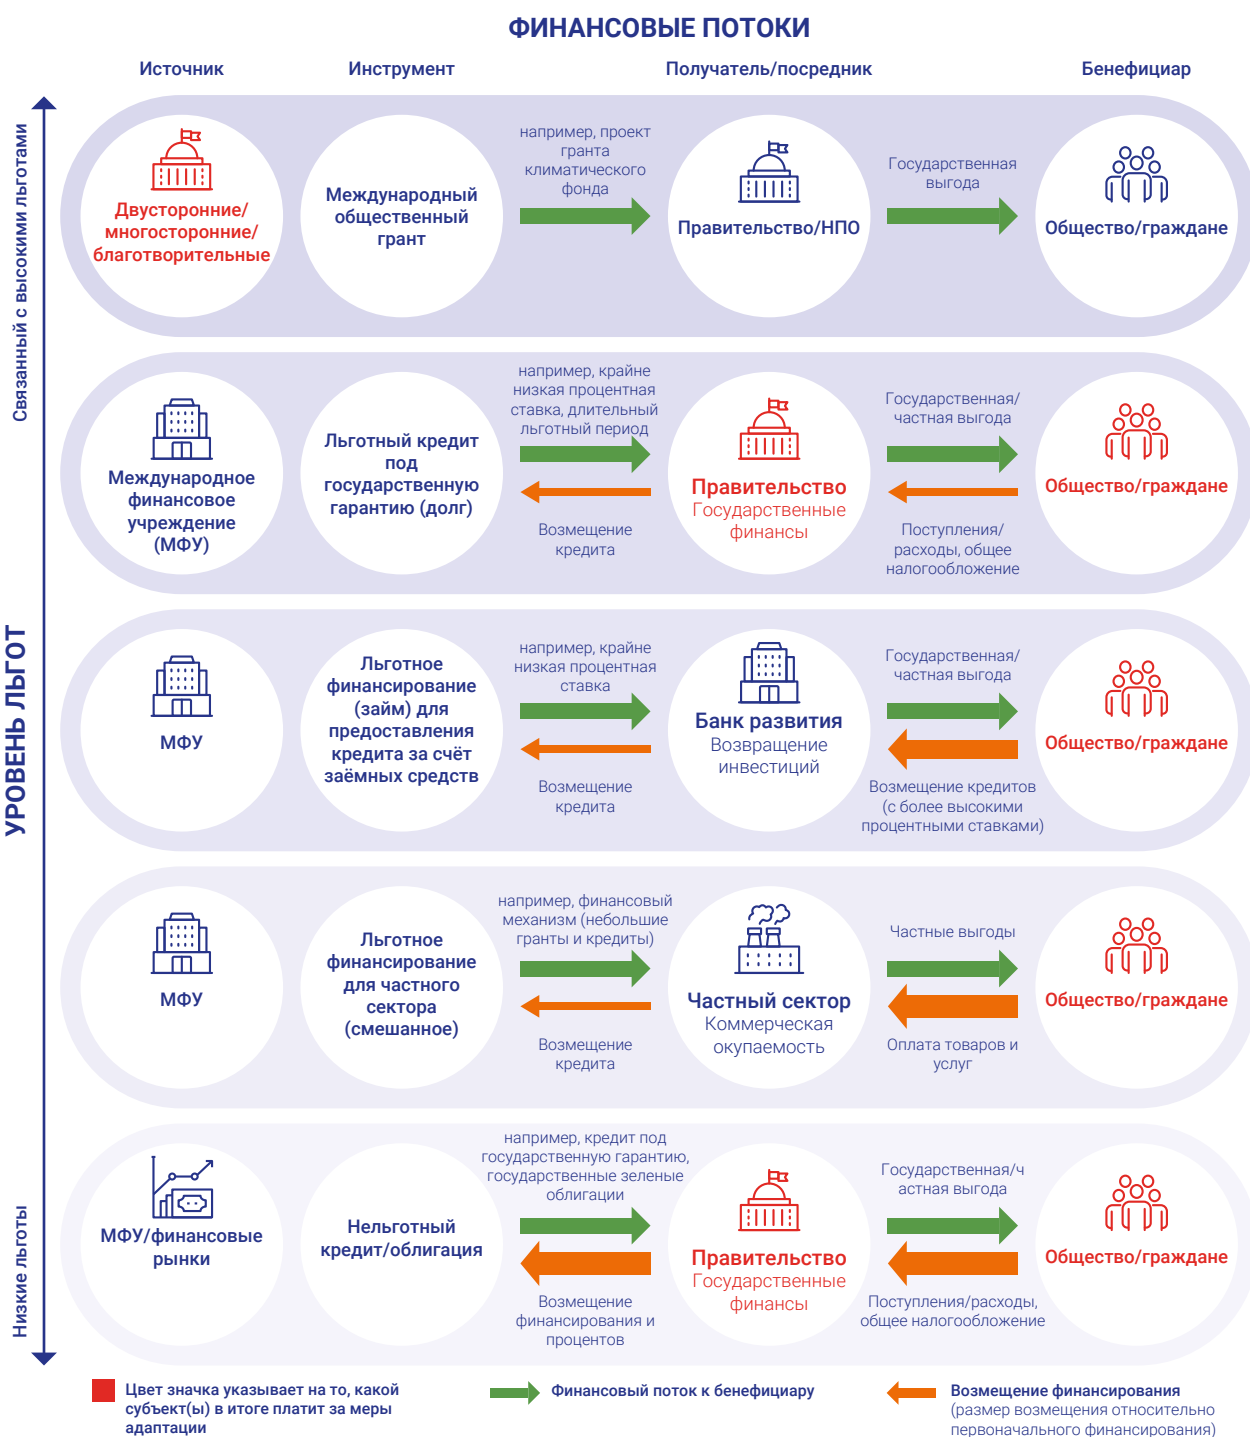 ФИНАНСОВЫЕ ПОТОКИ
Источник
Инструмент
Получатель/посредник
Бенефициар
УРОВЕНЬ ЛЬГОТ
Связанный с высокими льготами
Низкие льготы
Двусторонние/
многосторонние/
благотворительные
Международный
общественный
грант
например, проект
гранта
климатического
фонда
Правительство/НПО
Государственная
выгода
Общество/граждане
Международное
финансовое
учреждение
(МФУ)
Льготный кредит
под
государственную
гарантию (долг)
например, крайне
низкая процентная
ставка, длительный
льготный период
Возмещение
кредита
Правительство
Государственные
финансы
Государственная/
частная выгода
Поступления/
расходы, общее
налогообложение
Общество/граждане
МФУ
Льготное
финансирование
(займ) для
предоставления
кредита за счёт
заёмных средств
например, крайне
низкая процентная
ставка
Возмещение
кредита
Банк развития
Возвращение
инвестиций
Государственная/
частная выгода
Возмещение кредитов
(с более высокими
процентными ставками)
Общество/граждане
МФУ
Льготное
финансирование
для частного
сектора
(смешанное)
например, финансовый
механизм (небольшие
гранты и кредиты)
Возмещение
кредита
Частный сектор
Коммерческая
окупаемость
Частные выгоды
Оплата товаров и
услуг
Общество/граждане
МФУ/финансовые
рынки
Нельготный
кредит/облигация
например, кредит под
государственную гарантию,
государственные зеленые
облигации
Возмещение
финансирования и
процентов
Правительство
Государственные
финансы
Государственная/ч
астная выгода
Поступления/расходы,
общее налогообложение
Общество/граждане
Цвет значка указывает на то, какой
субъект(ы) в итоге платит за меры
адаптации
Финансовый поток к бенефициару
Возмещение финансирования
(размер возмещения относительно
первоначального финансирования)